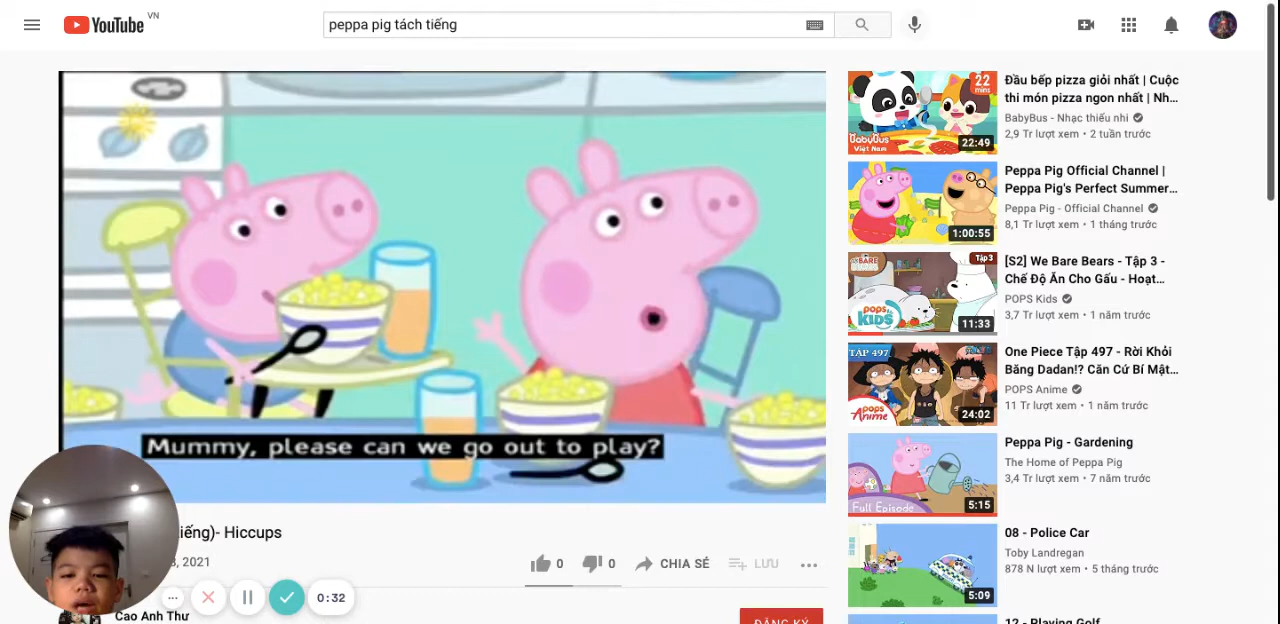 YouTube VN
peppa pig tách tiếng
Mummy, please can we go out to play?
iếng)- Hiccups
, 2021
0
0
CHIA SẺ
LƯU
0:32
Cao Anh Thư
ĐĂNG KÝ
22 mins
BabyBus
Việt Nam
22:49
Đầu bếp pizza giỏi nhất | Cuộc
thi món pizza ngon nhất | Nh...
BabyBus - Nhạc thiếu nhi
2,9 Tr lượt xem • 2 tuần trước
1:00:55
Peppa Pig Official Channel |
Peppa Pig's Perfect Summer...
Peppa Pig - Official Channel
8,1 Tr lượt xem • 1 tháng trước
Tập 3
POPS
KIDS
11:33
[S2] We Bare Bears - Tập 3 -
Chế Độ Ăn Cho Gấu - Hoạt...
POPS Kids
3,7 Tr lượt xem • 1 năm trước
TẬP 497
POPS
Anime
24:02
One Piece Tập 497 - Rời Khỏi
Băng Dadan!? Căn Cứ Bí Mật...
POPS Anime
11 Tr lượt xem • 1 năm trước
Full Episode
5:15
Peppa Pig - Gardening
The Home of Peppa Pig
3,4 Tr lượt xem • 7 năm trước
5:09
08 - Police Car
Toby Landregan
878 N lượt xem • 5 tháng trước
12 - Playing Golf